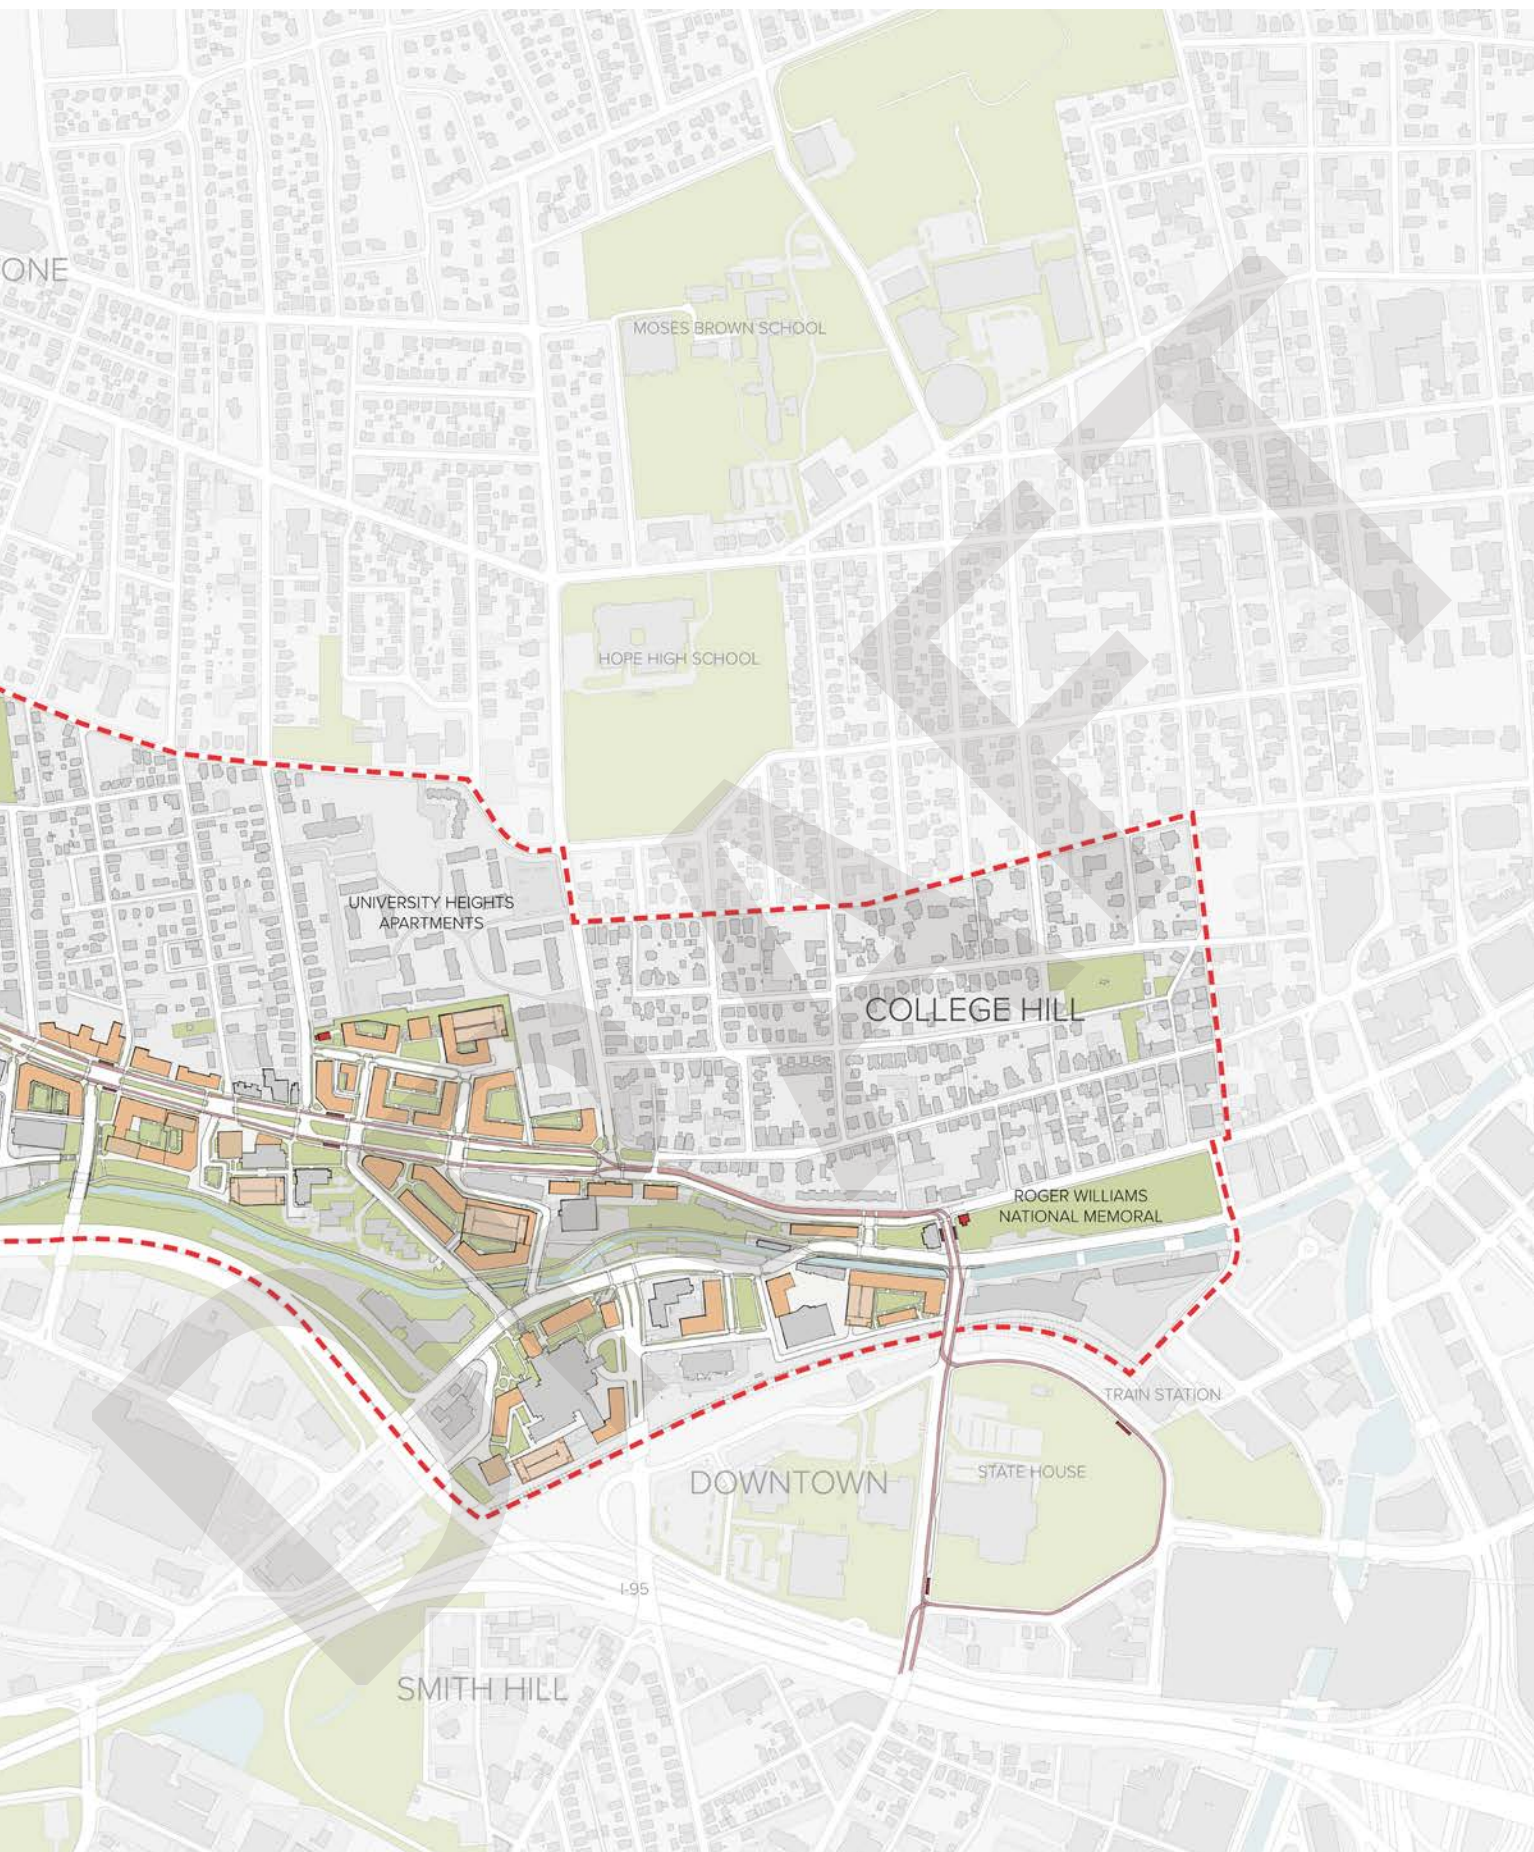 ONE
MOSES BROWN SCHOOL
HOPE HIGH SCHOOL
UNIVERSITY HEIGHTS
APARTMENTS
COLLEGE HILL
ROGER WILLIAMS
NATIONAL MEMORAL
TRAIN STATION
DOWNTOWN
STATE HOUSE
I-95
SMITH HILL
DRAFT